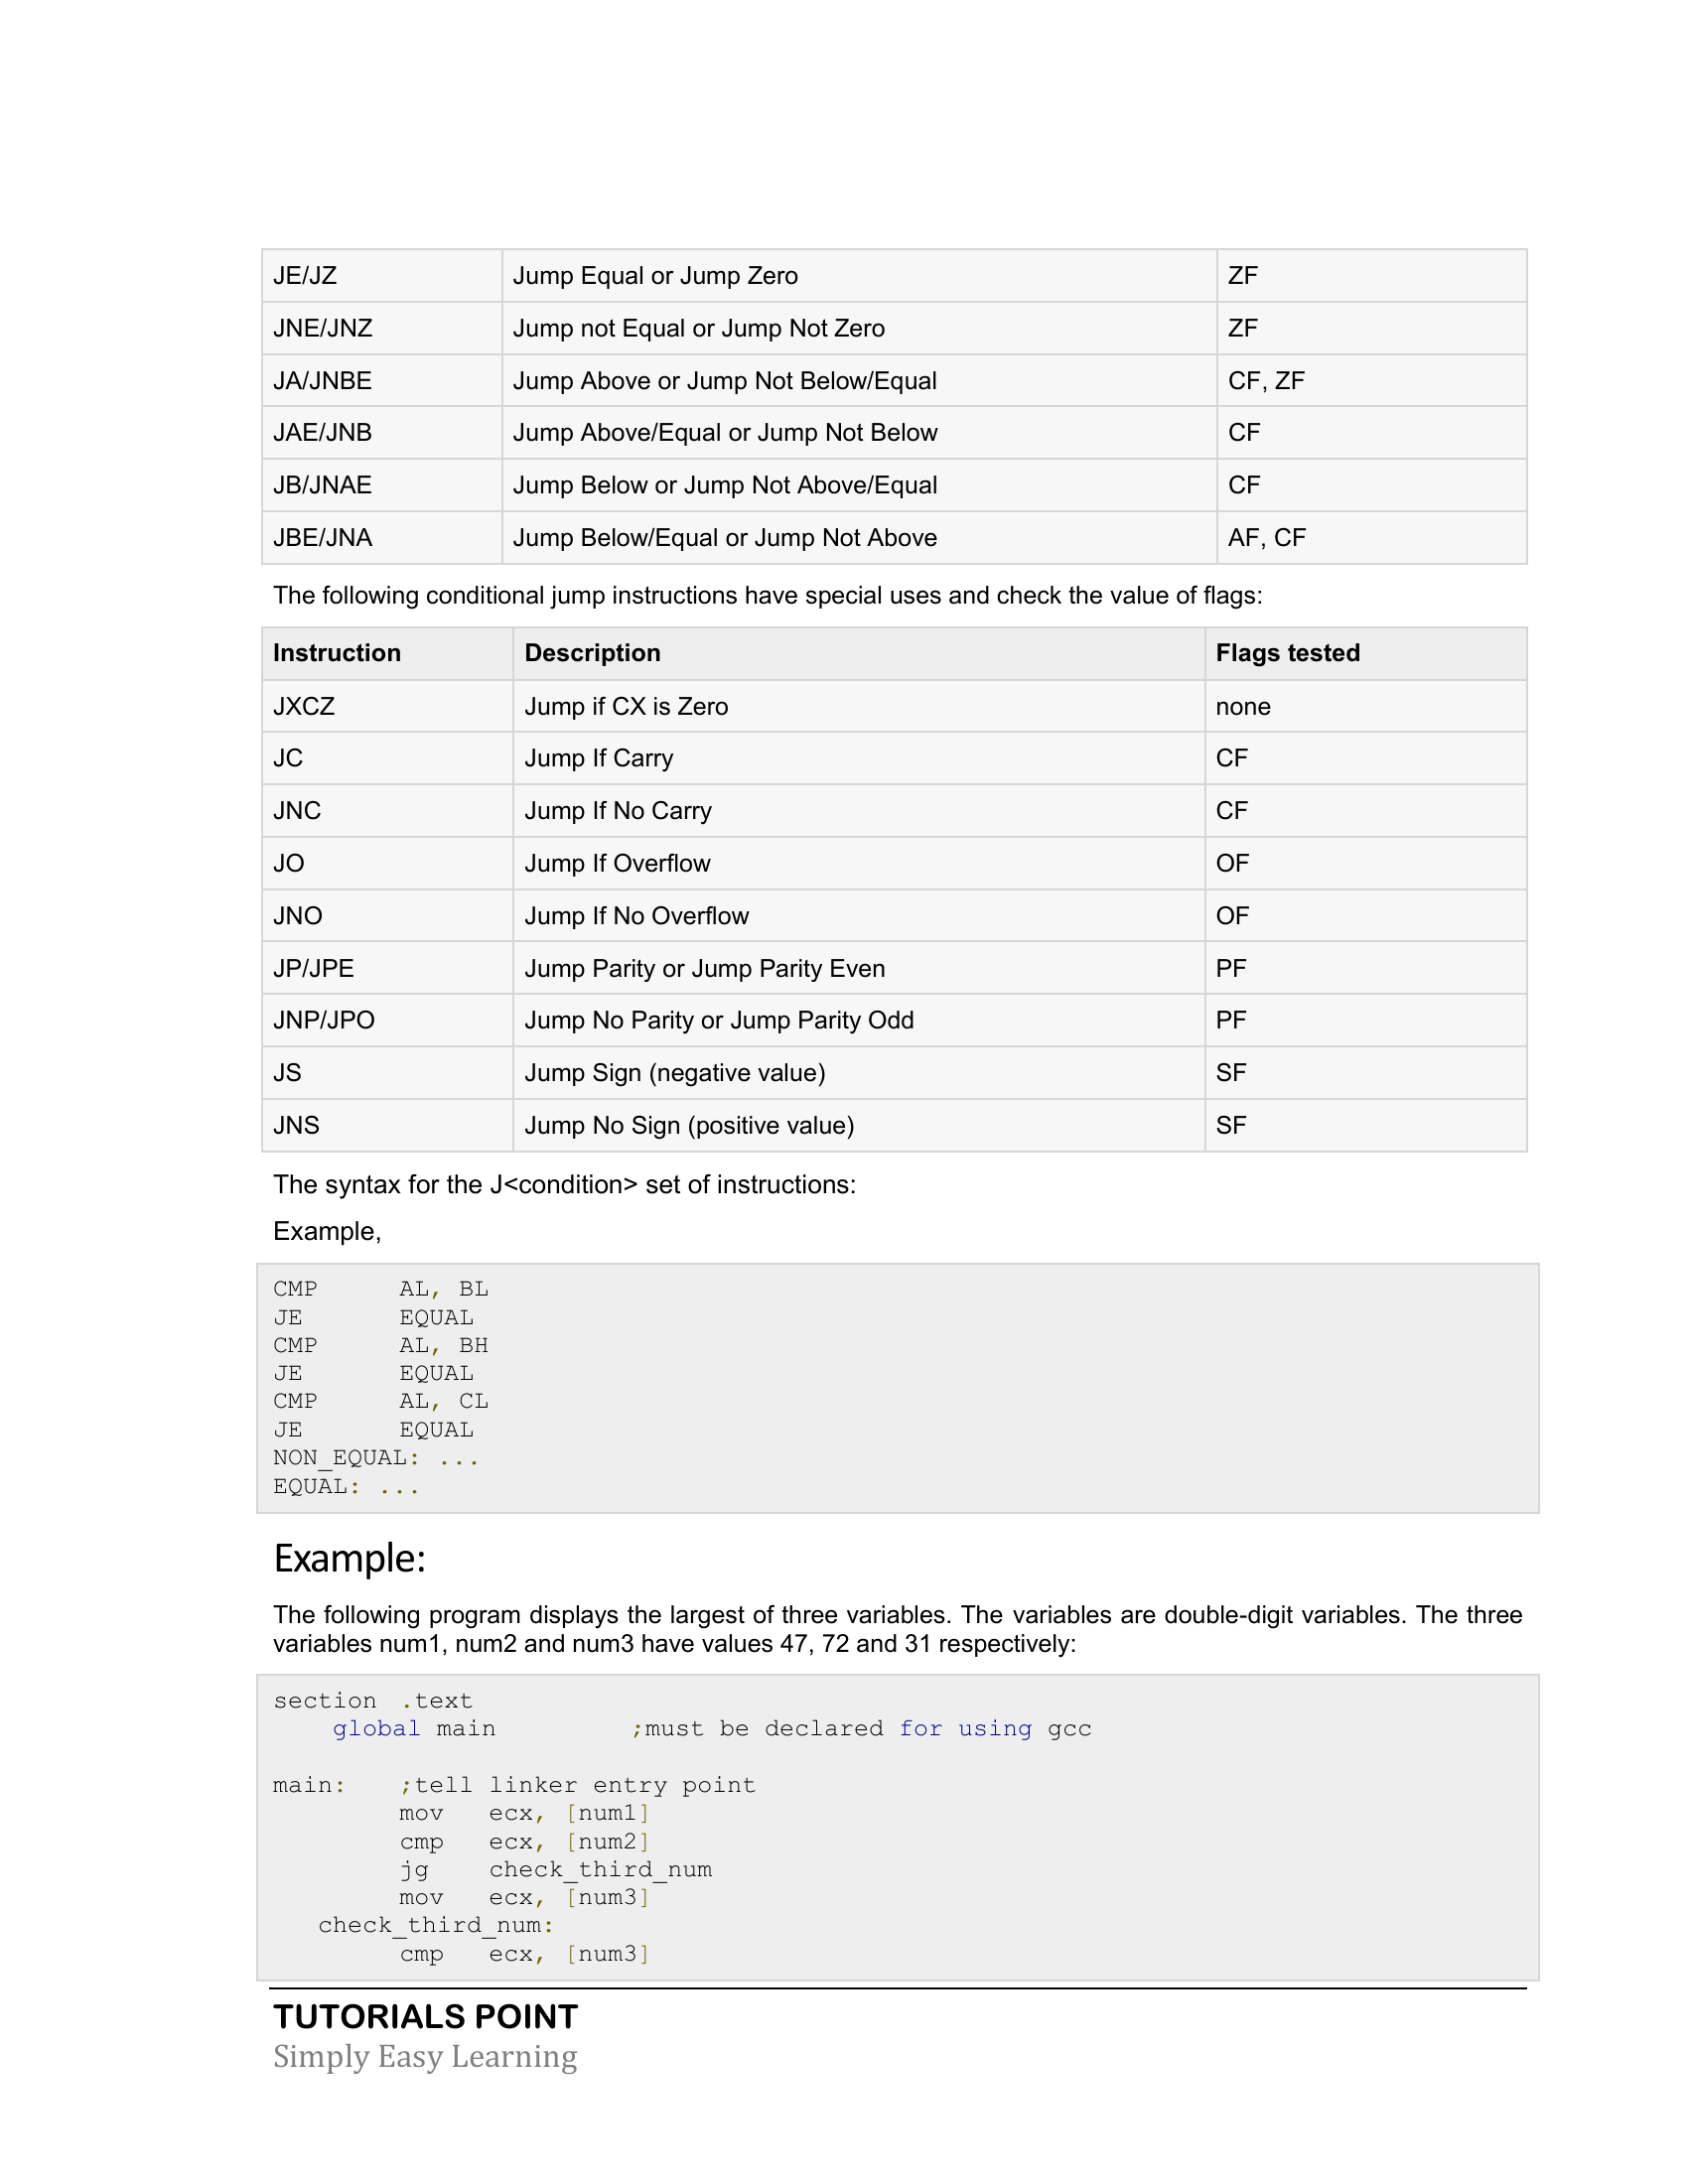 JE/JZ Jump Equal or Jump Zero ZF
JNE/JNZ Jump not Equal or Jump Not Zero ZF
JA/JNBE Jump Above or Jump Not Below/Equal CF, ZF
JAE/JNB Jump Above/Equal or Jump Not Below CF
JB/JNAE Jump Below or Jump Not Above/Equal CF
JBE/JNA Jump Below/Equal or Jump Not Above AF, CF
The following conditional jump instructions have special uses and check the value of flags:
Instruction Description Flags tested
JXCZ Jump if CX is Zero none
JC Jump If Carry CF
JNC Jump If No Carry CF
JO Jump If Overflow OF
JNO Jump If No Overflow OF
JP/JPE Jump Parity or Jump Parity Even PF
JNP/JPO Jump No Parity or Jump Parity Odd PF
JS Jump Sign (negative value) SF
JNS Jump No Sign (positive value) SF
The syntax for the J<condition> set of instructions:
Example,
CMP AL, BL
JE EQUAL
CMP AL, BH
JE EQUAL
CMP AL, CL
JE EQUAL
NON_EQUAL: ...
EQUAL: ...
Example:
The following program displays the largest of three variables. The variables are double-digit variables. The three
variables num1, num2 and num3 have values 47, 72 and 31 respectively:
section .text
global main ;must be declared for using gcc
main: ;tell linker entry point
mov ecx, [num1]
cmp ecx, [num2]
jg check_third_num
mov ecx, [num3]
check_third_num:
cmp ecx, [num3]
TUTORIALS POINT
Simply Easy Learning